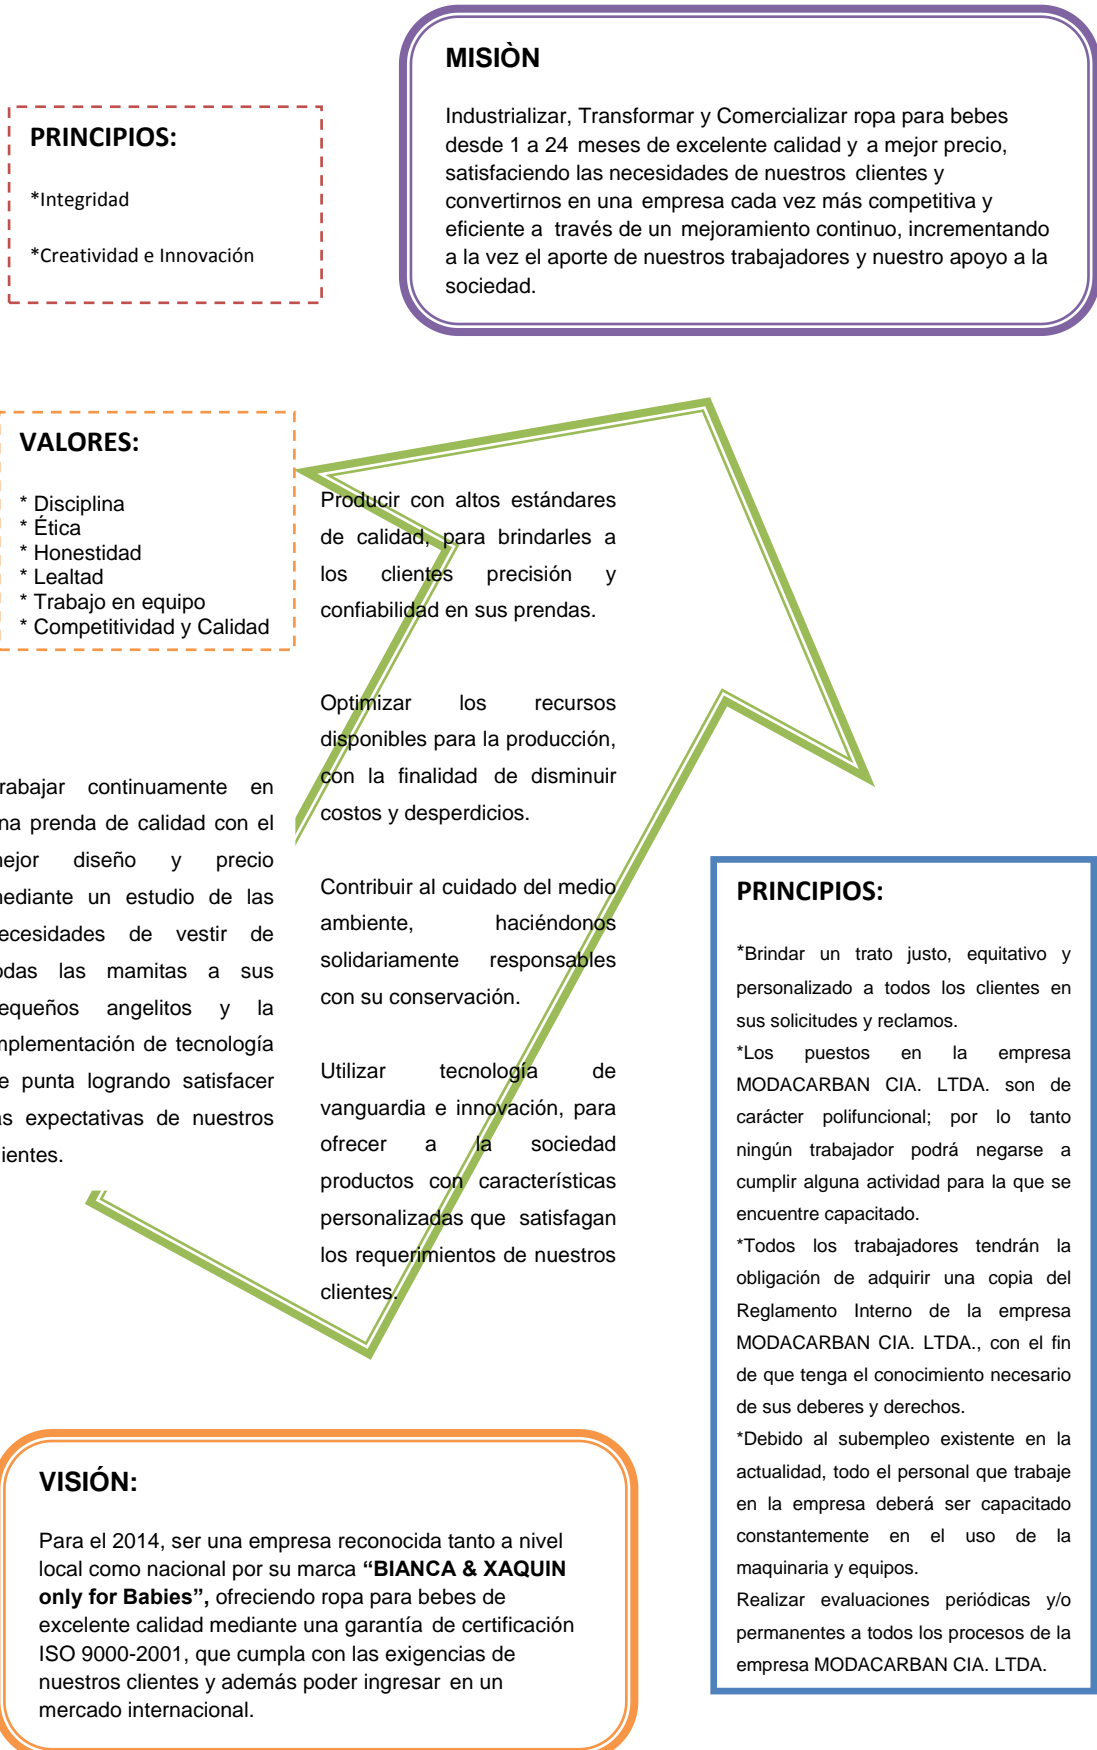 MISIÒN
Industrializar, Transformar y Comercializar ropa para bebes
desde 1 a 24 meses de excelente calidad y a mejor precio,
satisfaciendo las necesidades de nuestros clientes y
convertirnos en una empresa cada vez más competitiva y
eficiente a través de un mejoramiento continuo, incrementando
a la vez el aporte de nuestros trabajadores y nuestro apoyo a la
sociedad.
PRINCIPIOS:
*Integridad
*Creatividad e Innovación
VALORES:
* Disciplina
* Ética
* Honestidad
* Lealtad
* Trabajo en equipo
* Competitividad y Calidad
Producir con altos estándares
de calidad, para brindarles a
los clientes precisión y
confiabilidad en sus prendas.
Optimizar los recursos
disponibles para la producción,
con la finalidad de disminuir
costos y desperdicios.
Contribuir al cuidado del medio
ambiente, haciéndonos
solidariamente responsables
con su conservación.
Utilizar tecnología de
vanguardia e innovación, para
ofrecer a la sociedad
productos con características
personalizadas que satisfagan
los requerimientos de nuestros
clientes.
rabajar continuamente en
na prenda de calidad con el
ejor diseño y precio
ediante un estudio de las
ecesidades de vestir de
odas las mamitas a sus
equeños angelitos y la
mplementación de tecnología
e punta logrando satisfacer
as expectativas de nuestros
lientes.
PRINCIPIOS:
*Brindar un trato justo, equitativo y
personalizado a todos los clientes en
sus solicitudes y reclamos.
*Los puestos en la empresa
MODACARBAN CIA. LTDA. son de
carácter polifuncional; por lo tanto
ningún trabajador podrá negarse a
cumplir alguna actividad para la que se
encuentre capacitado.
*Todos los trabajadores tendrán la
obligación de adquirir una copia del
Reglamento Interno de la empresa
MODACARBAN CIA. LTDA., con el fin
de que tenga el conocimiento necesario
de sus deberes y derechos.
*Debido al subempleo existente en la
actualidad, todo el personal que trabaje
en la empresa deberá ser capacitado
constantemente en el uso de la
maquinaria y equipos.
Realizar evaluaciones periódicas y/o
permanentes a todos los procesos de la
empresa MODACARBAN CIA. LTDA.
VISIÓN:
Para el 2014, ser una empresa reconocida tanto a nivel
local como nacional por su marca “BIANCA & XAQUIN
only for Babies”, ofreciendo ropa para bebes de
excelente calidad mediante una garantía de certificación
ISO 9000-2001, que cumpla con las exigencias de
nuestros clientes y además poder ingresar en un
mercado internacional.